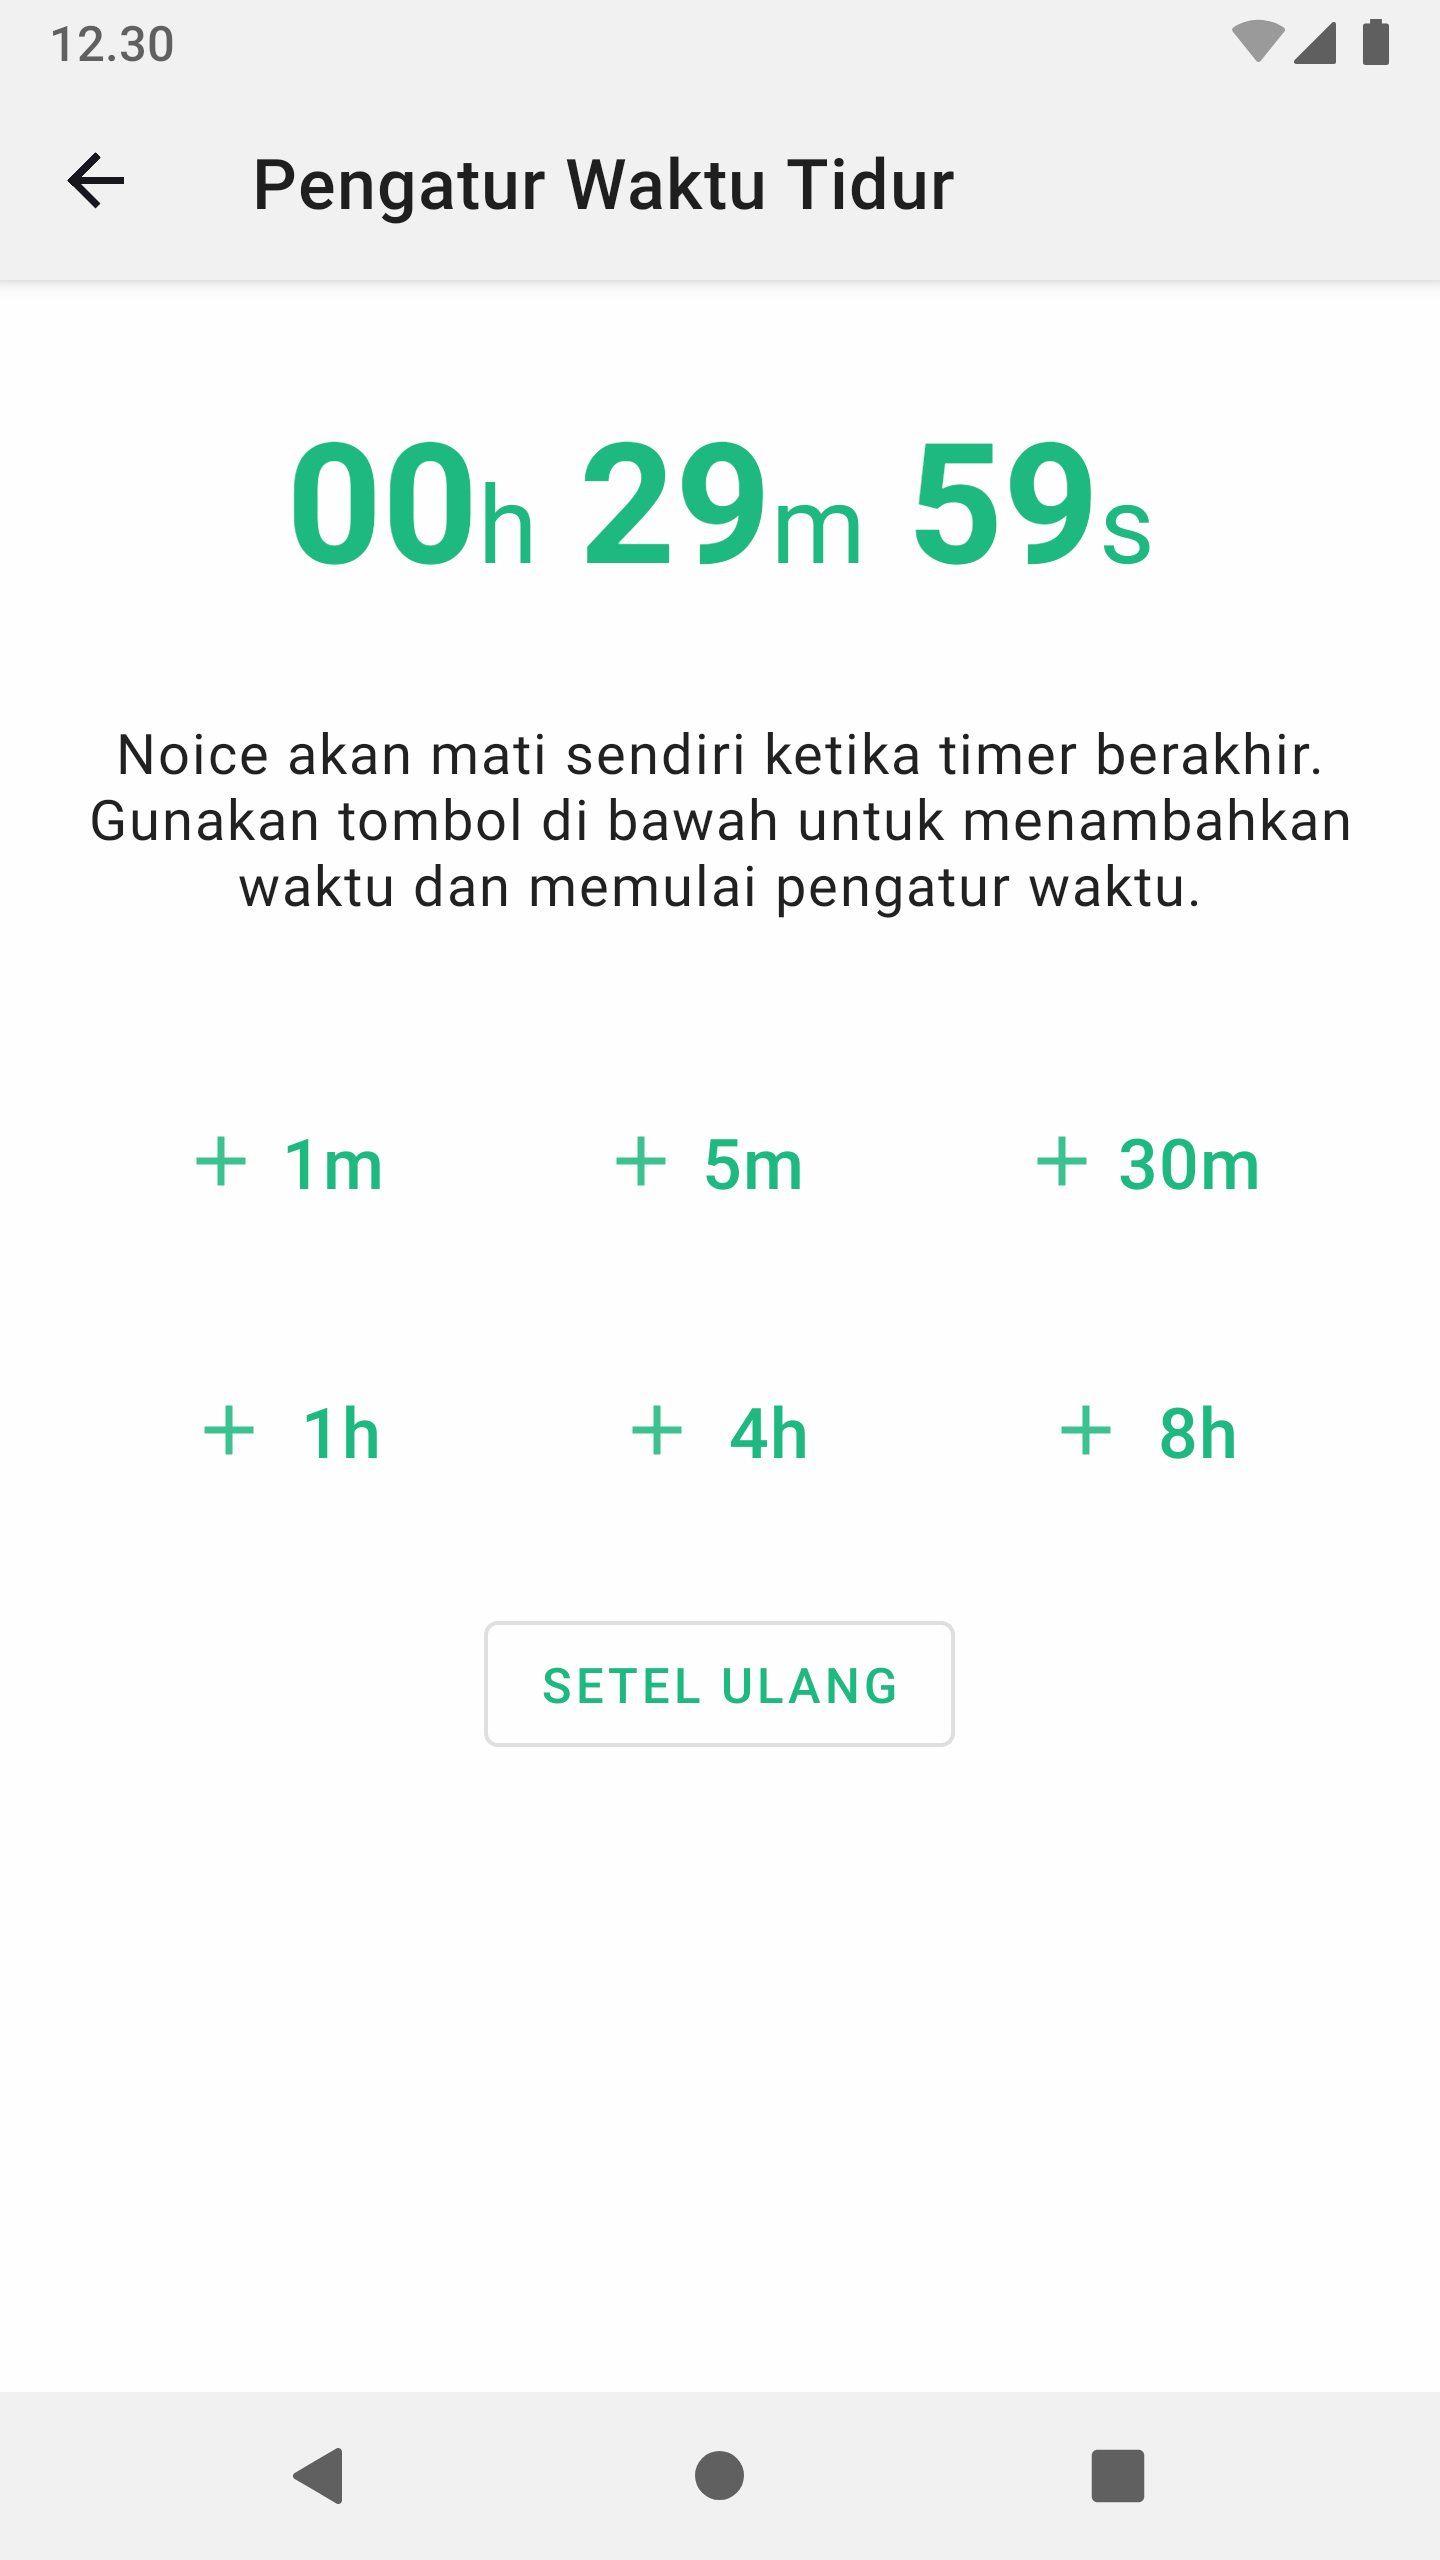 12.30
Pengatur Waktu Tidur
00h 29m 59s
Noice akan mati sendiri ketika timer berakhir.
Gunakan tombol di bawah untuk menambahkan
waktu dan memulai pengatur waktu.
+ 1m + 5m + 30m
+ 1h + 4h + 8h
SETEL ULANG